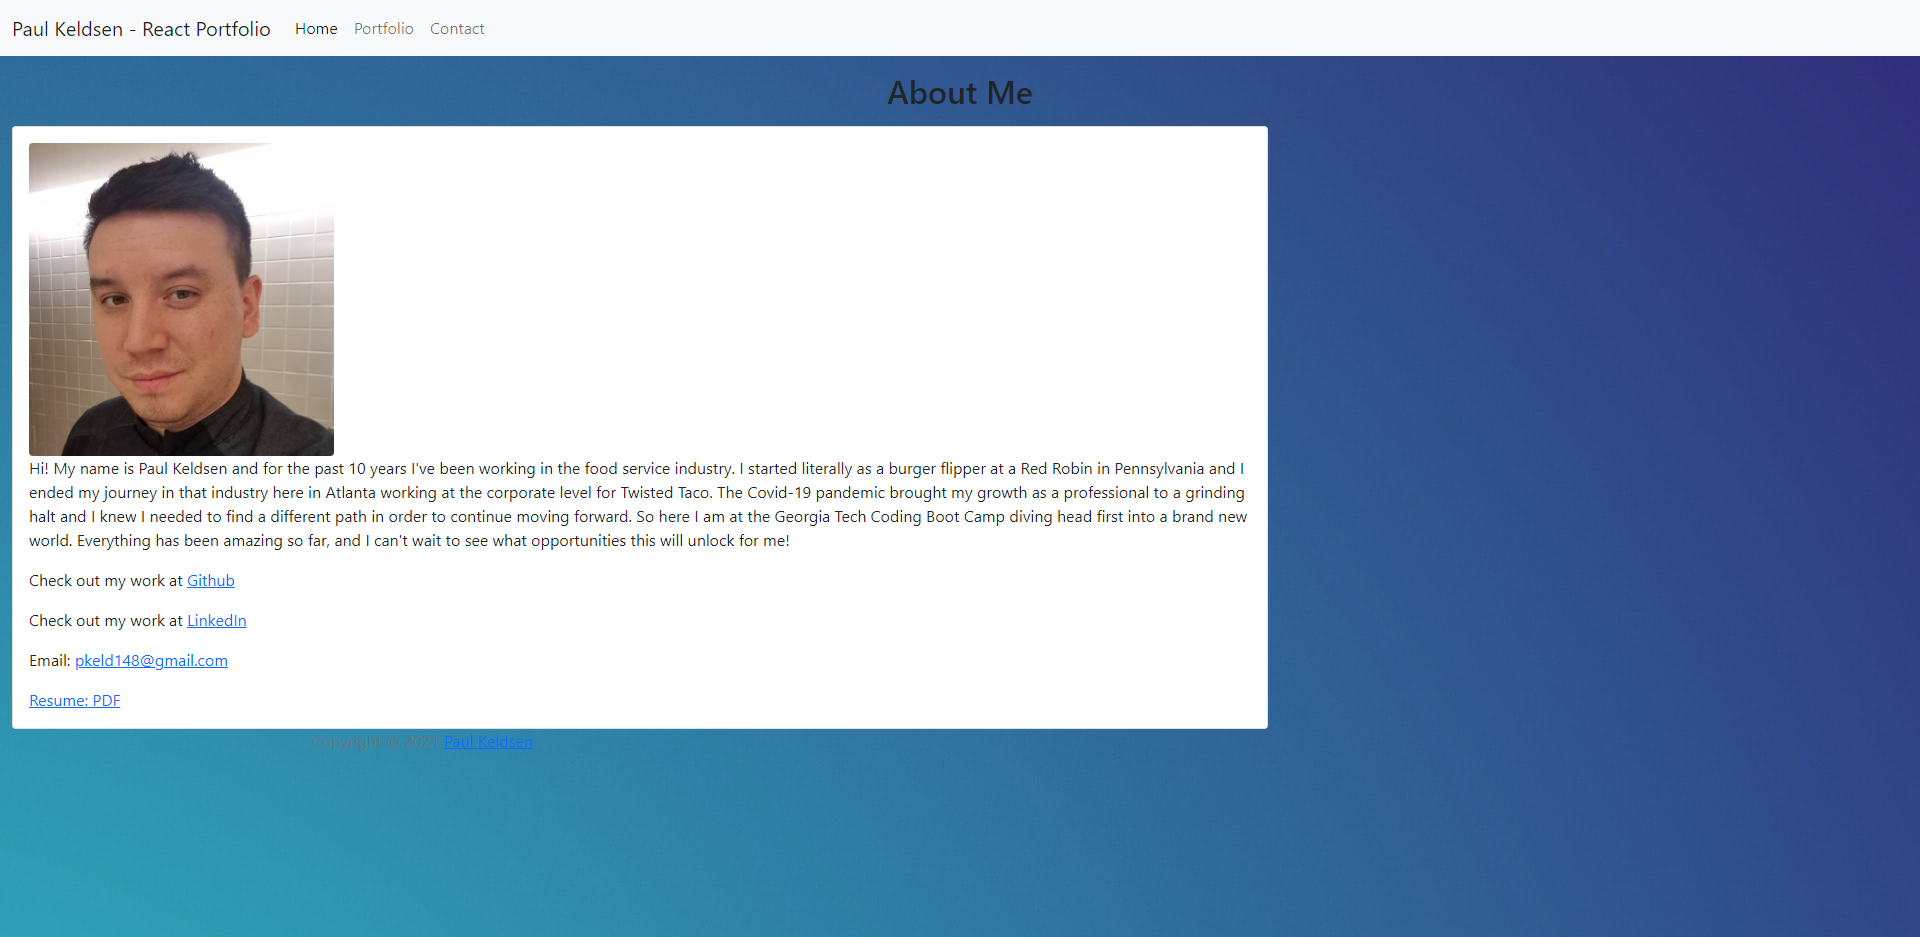 Paul Keldsen - React Portfolio Home Portfolio Contact
About Me
Hi! My name is Paul Keldsen and for the past 10 years I've been working in the food service industry. I started literally as a burger flipper at a Red Robin in Pennsylvania and I
ended my journey in that industry here in Atlanta working at the corporate level for Twisted Taco. The Covid-19 pandemic brought my growth as a professional to a grinding
halt and I knew I needed to find a different path in order to continue moving forward. So here I am at the Georgia Tech Coding Boot Camp diving head first into a brand new
world. Everything has been amazing so far, and I can't wait to see what opportunities this will unlock for me!
Check out my work at Github
Check out my work at LinkedIn
Email: pkeld148@gmail.com
Resume: PDF
Copyright © 2021 Paul Keldsen